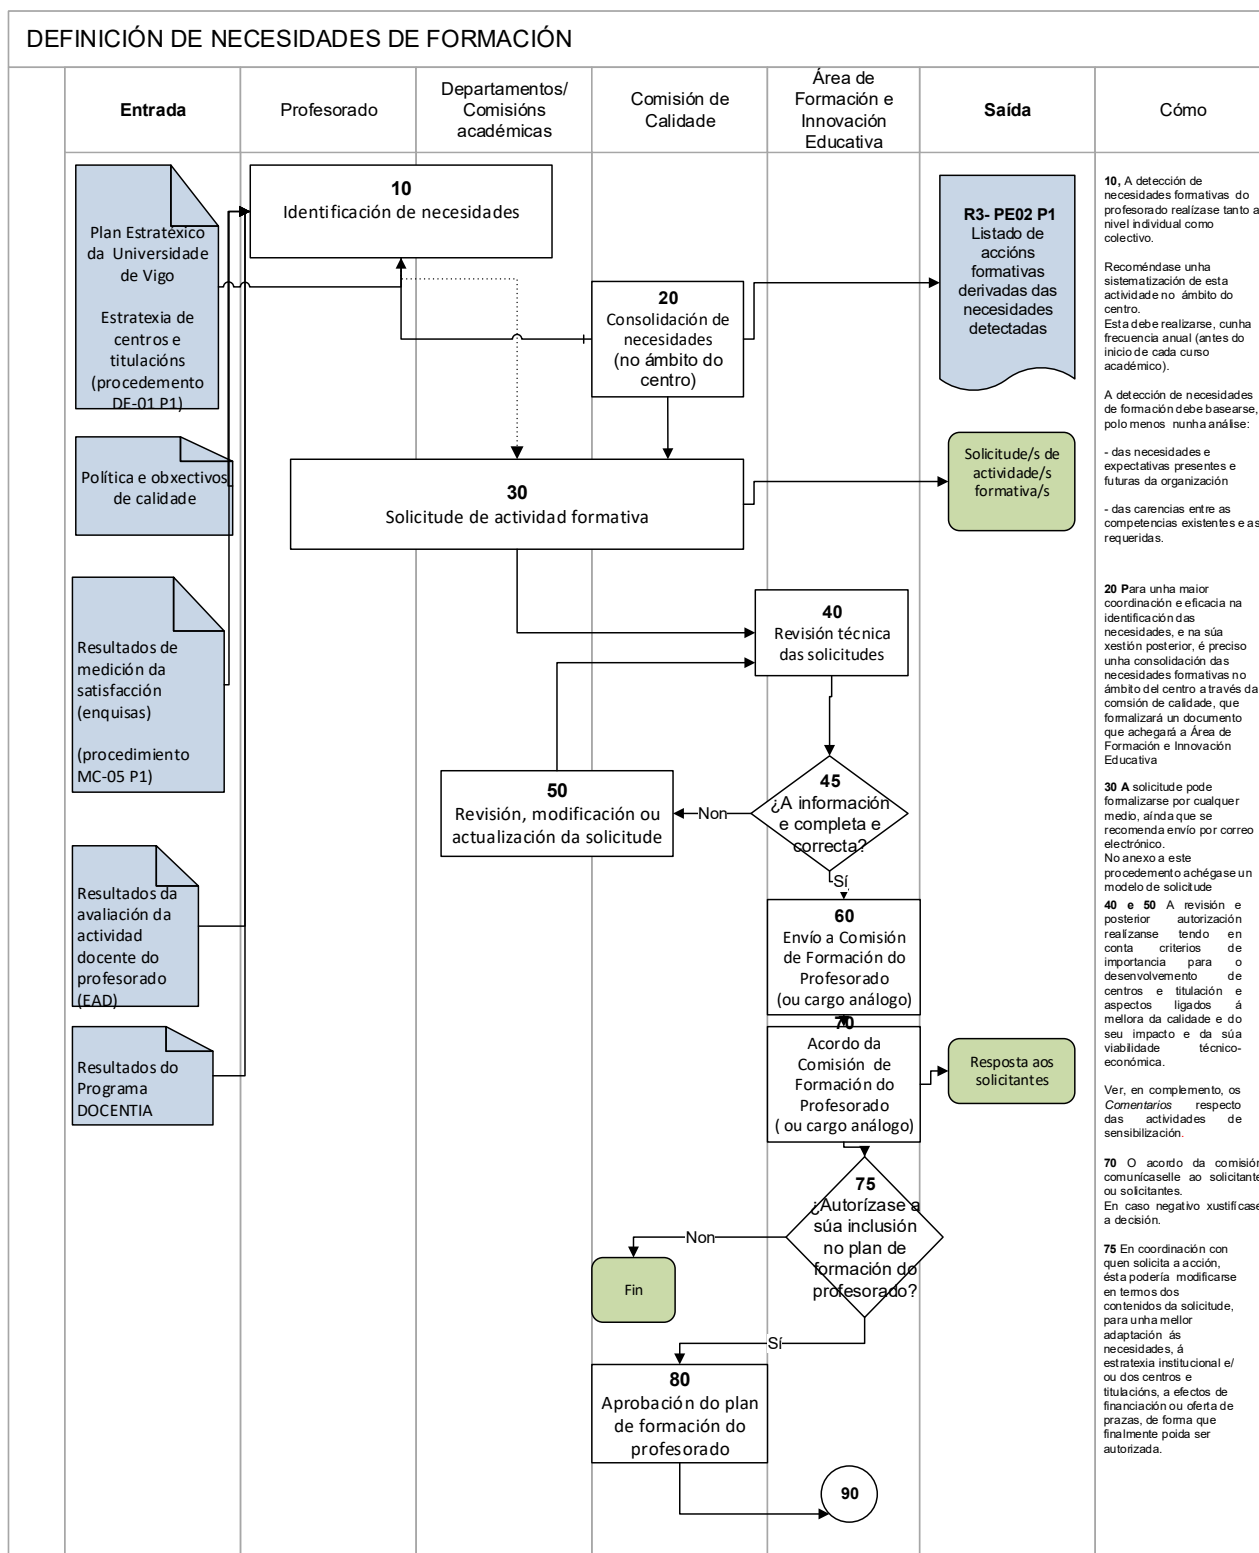 DEFINICIÓN DE NECESIDADES DE FORMACIÓN
Entrada
Profesorado
Departamentos/
Comisións
académicas
Comisión de
Calidade
Área de
Formación e
Innovación
Educativa
Saída
Cómo
Plan Estratéxico
da Universidade
de Vigo
Estratexia de
centros e
titulacións
(procedemento
DE-01 P1)
Política e obxectivos
de calidade
Resultados de
medición da
satisfacción
(enquisas)
(procedimiento
MC-05 P1)
Resultados da
avaliación da
actividad
docente do
profesorado
(EAD)
Resultados do
Programa
DOCENTIA
10
Identificación de necesidades
20
Consolidación de
necesidades
(no ámbito do
centro)
30
Solicitude de actividad formativa
40
Revisión técnica
das solicitudes
45
¿A información
e completa e
correcta?
Non
50
Revisión, modificación ou
actualización da solicitude
Sí
60
Envío a Comisión
de Formación do
Profesorado
(ou cargo análogo)
70
Acordo da
Comisión de
Formación do
Profesorado
( ou cargo análogo)
75
¿Autorízase a
súa inclusión
no plan de
formación do
profesorado?
Non
Fin
Sí
80
Aprobación do plan
de formación do
profesorado
90
R3- PE02 P1
Listado de
accións
formativas
derivadas das
necesidades
detectadas
Solicitude/s de
actividade/s
formativa/s
Resposta aos
solicitantes
10, A detección de
necesidades formativas do
profesorado realízase tanto a
nivel individual como
colectivo.
Recoméndase unha
sistematización de esta
actividade no ámbito do
centro.
Esta debe realizarse, cunha
frecuencia anual (antes do
inicio de cada curso
académico).
A detección de necesidades
de formación debe basearse,
polo menos nunha análise:
- das necesidades e
expectativas presentes e
futuras da organización
- das carencias entre as
competencias existentes e as
requeridas.
20 Para unha maior
coordinación e eficacia na
identificación das
necesidades, e na súa
xestión posterior, é preciso
unha consolidación das
necesidades formativas no
ámbito del centro a través da
comsión de calidade, que
formalizará un documento
que achegará a Área de
Formación e Innovación
Educativa
30 A solicitude pode
formalizarse por cualquer
medio, aínda que se
recomenda envío por correo
electrónico.
No anexo a este
procedemento achégase un
modelo de solicitude
40 e 50 A revisión e
posterior autorización
realízanse tendo en
conta criterios de
importancia para o
desenvolvemento de
centros e titulación e
aspectos ligados á
mellora da calidade e do
seu impacto e da súa
viabilidade técnico-
económica.
Ver, en complemento, os
Comentarios respecto
das actividades de
sensibilización.
70 O acordo da comisión
comunícaselle ao solicitante
ou solicitantes.
En caso negativo xustifícase
a decisión.
75 En coordinación con
quen solicita a acción,
ésta podería modificarse
en termos dos
contenidos da solicitude,
para unha mellor
adaptación ás
necesidades, á
estratexia institucional e/
ou dos centros e
titulacións, a efectos de
financiación ou oferta de
prazas, de forma que
finalmente poida ser
autorizada.